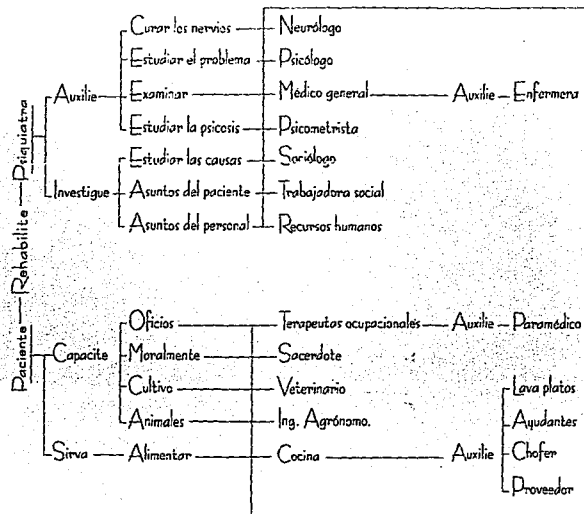 Curar los nervios Neurólogo
Estudiar el problema Psicólogo
Auxilie Examinar Médico general Auxilie Enfermera
Estudiar la psicosis Psicometrista
Estudiar las causas Sociólogo
Investigue Asuntos del paciente Trabajadora social
Asuntos del personal Recursos humanos
Paciente Rehabilite Psiquiatra
Oficios Terapeutas ocupacionales Auxilie Paramédico
Capacite Moralmente Sacerdote
Cultivo Veterinario
Animales Ing. Agrónomo.
Sirva Alimentar Cocina Auxilie
Lava platos
Ayudantes
Chofer
Proveedor